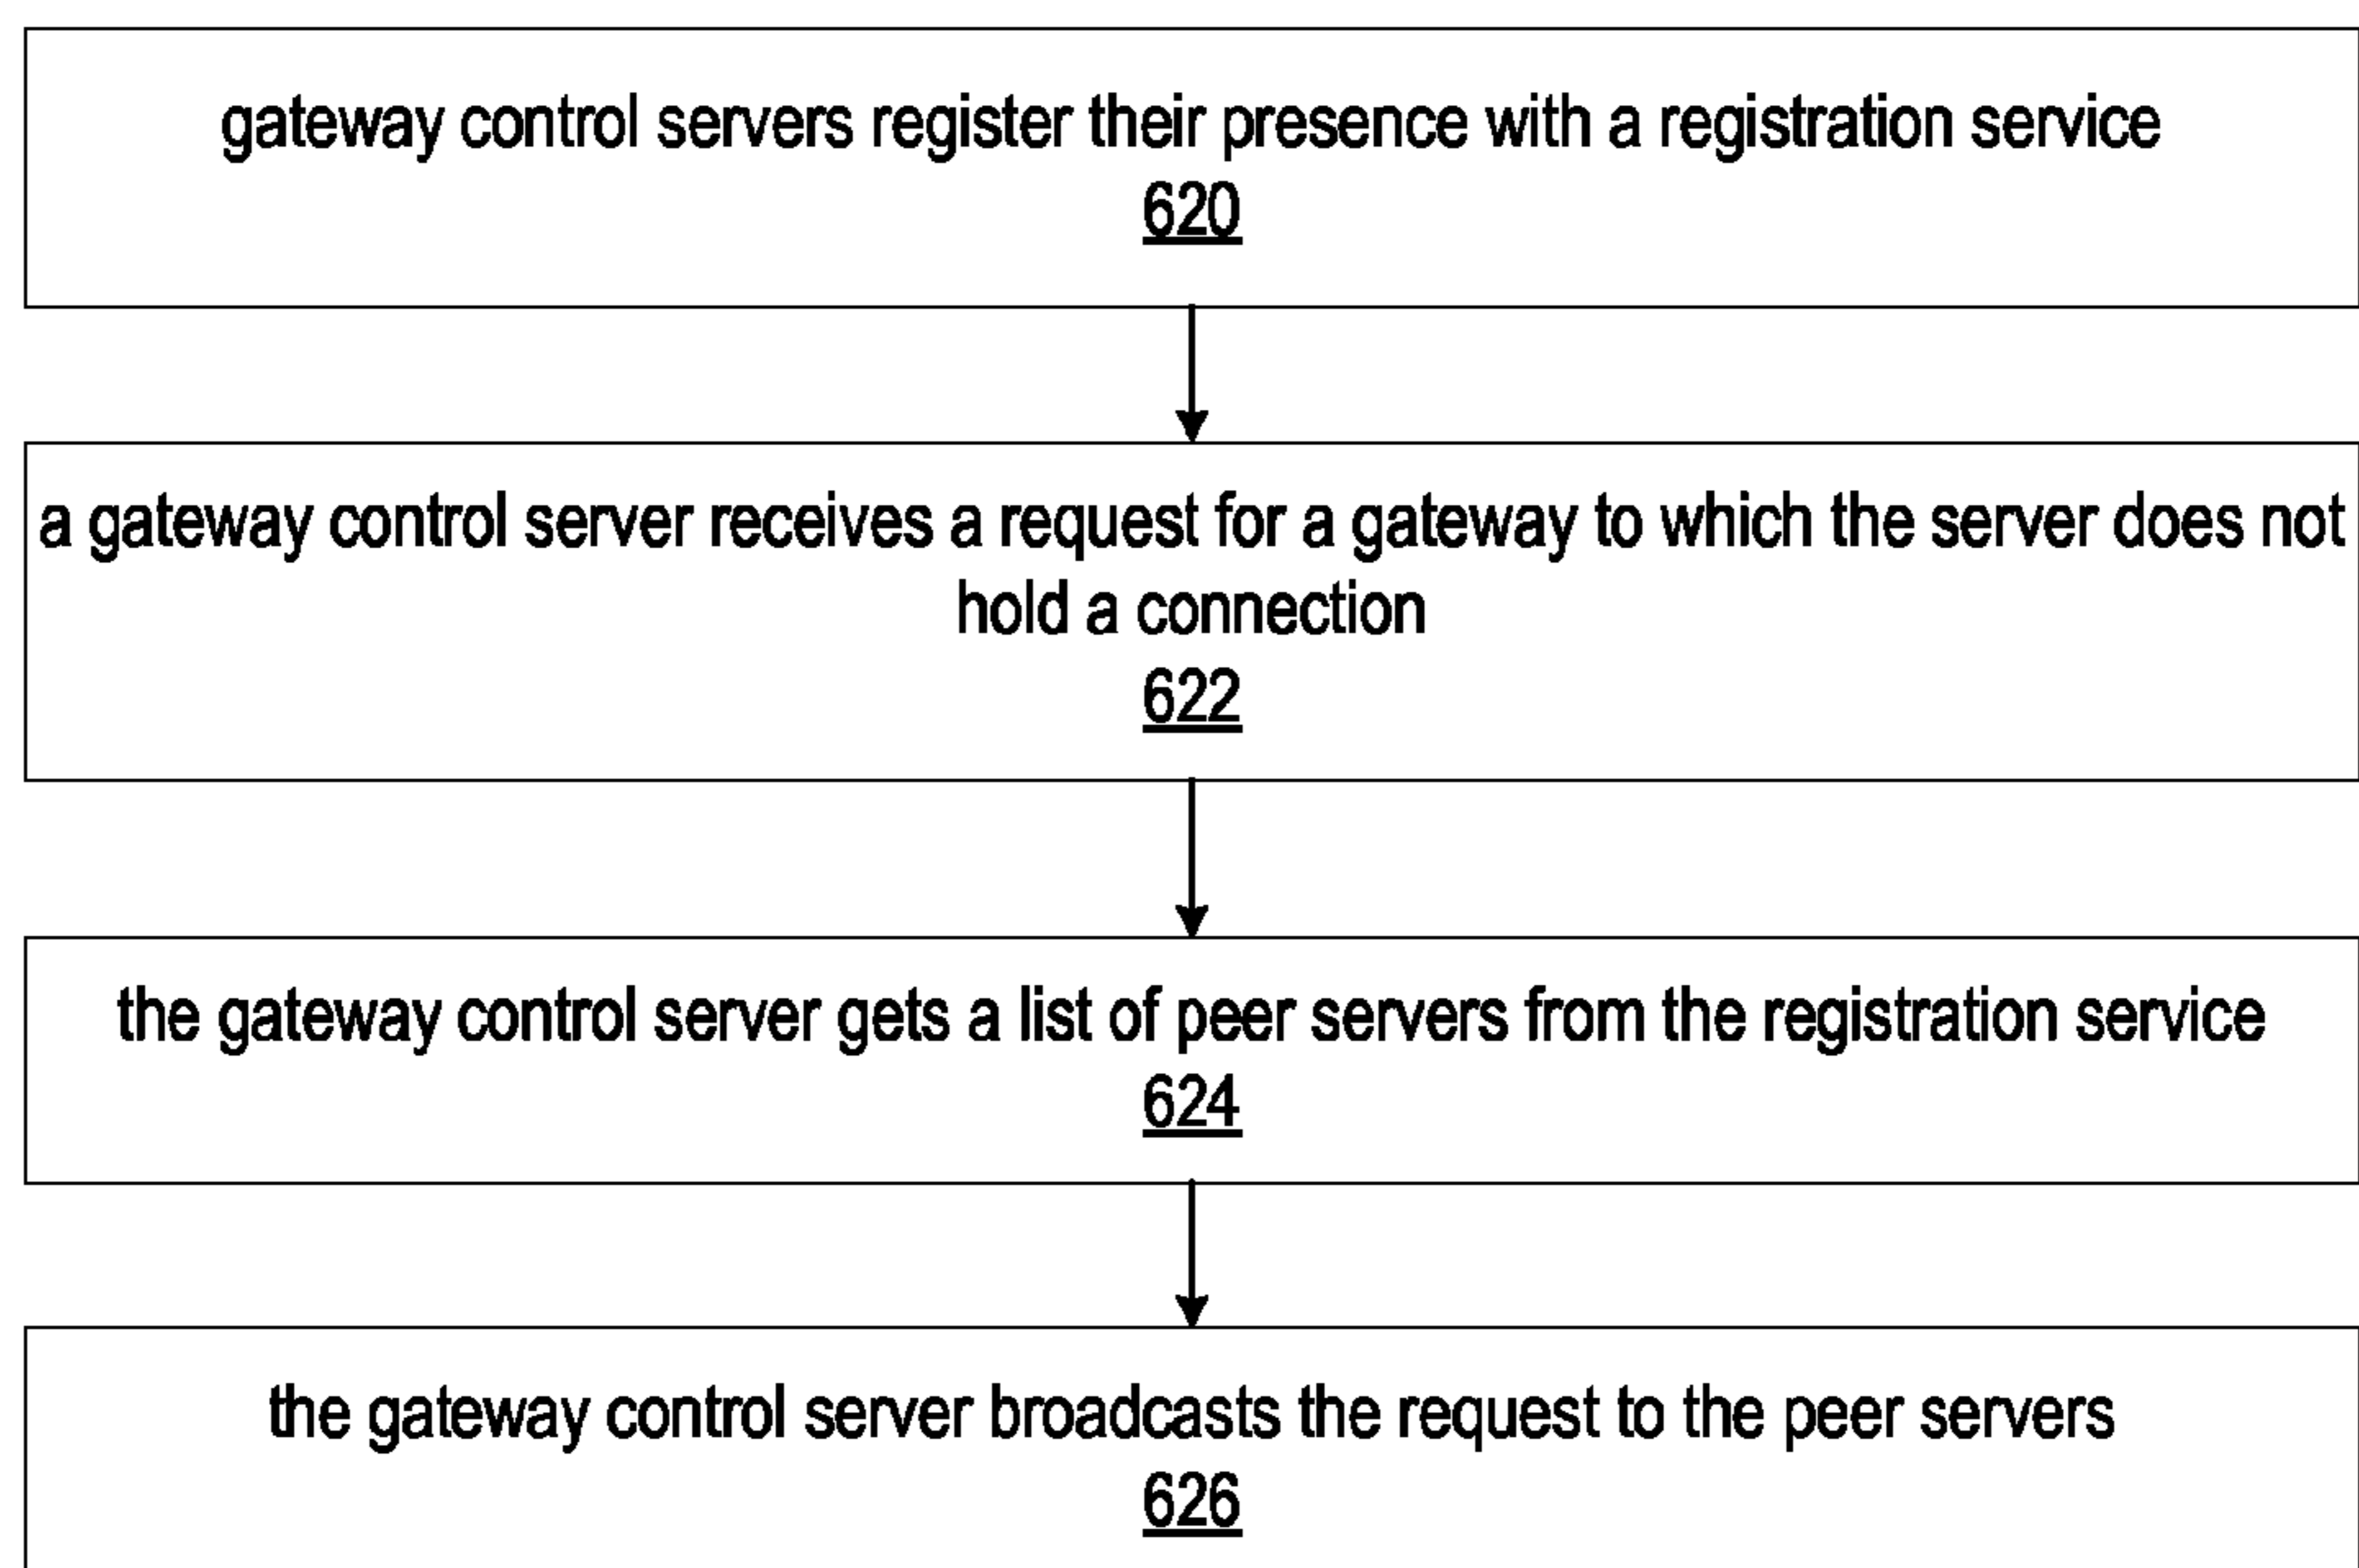 gateway control servers register their presence with a registration service
620
a gateway control server receives a request for a gateway to which the server does not
hold a connection
622
the gateway control server gets a list of peer servers from the registration service
624
the gateway control server broadcasts the request to the peer servers
626